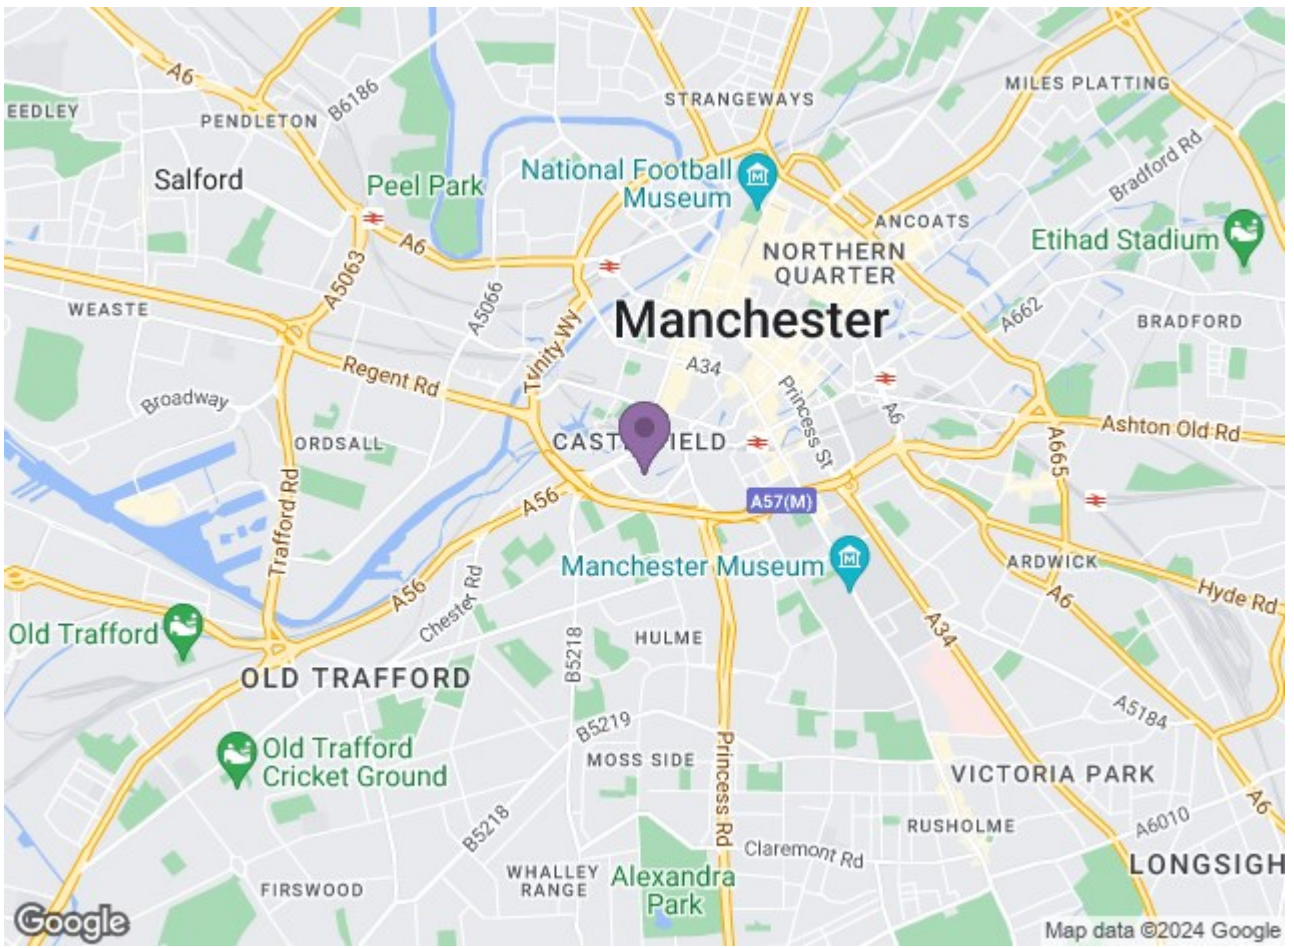 A6
EEDLEY
PENDLETON
B6186
STRANGEWAYS
MILES PLATTING
Bradford Rd
Salford
Peel Park
National Football
Museum
ANCOATS
Etihad Stadium
A6
NORTHERN
QUARTER
A5063
A5066
WEASTE
Trinity Wy
Manchester
A662
BRADFORD
Regent Rd
A34
Princess St
A6
Broadway
ORDSALL
Ashton Old Rd
A665
Trafford Rd
A56
A57(M)
Manchester Museum
ARDWICK
Hyde Rd
A56
Chester Rd
A6
Old Trafford
B5218
HULME
A34
OLD TRAFFORD
A5184
B5219
Old Trafford
Cricket Ground
MOSS SIDE
Princess Rd
VICTORIA PARK
A6
B5218
RUSHOLME
A6010
Claremont Rd
LONGSIGH
WHALLEY
RANGE
Alexandra
Park
FIRSWOOD
Google
Map data ©2024 Google